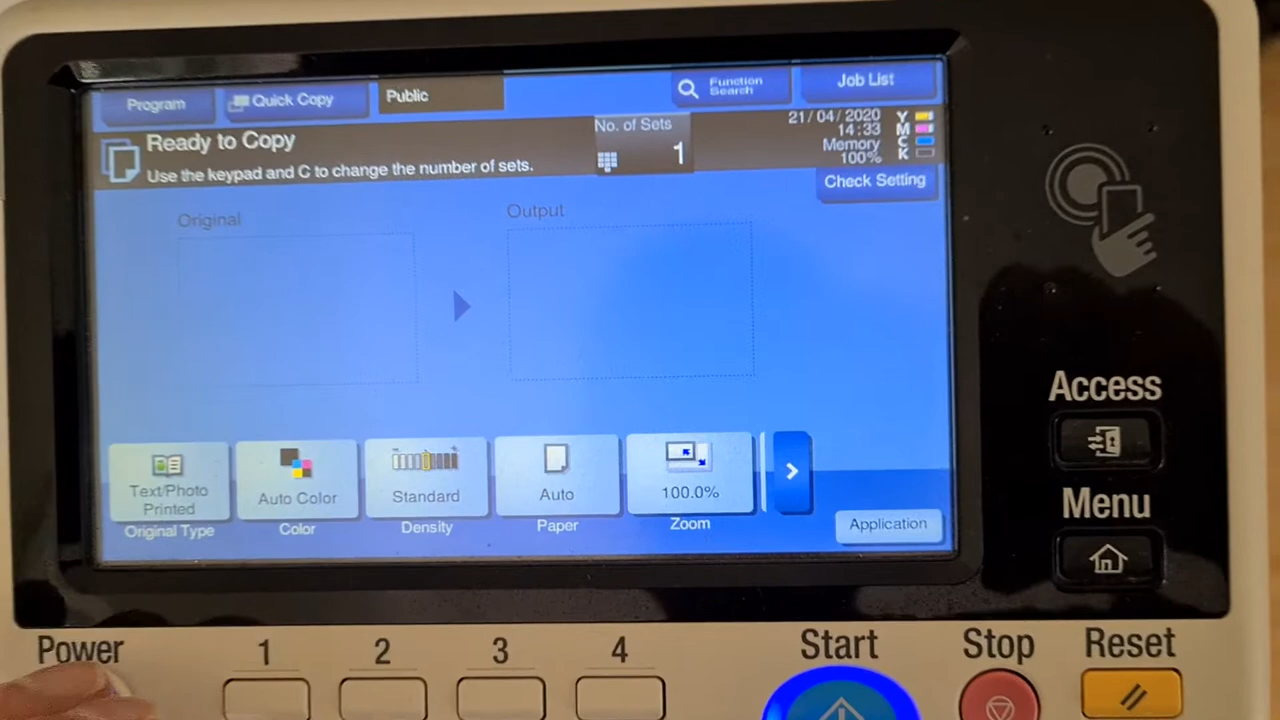 Program
Quick Copy
Public
Function
Search
Job List
Ready to Copy
No. of Sets
1
21/04/2020
14:33
Memory
100%
Y
M
C
K
Use the keypad and C to change the number of sets.
Check Setting
Original
Output
Text/Photo
Printed
Auto Color
Standard
Auto
100.0%
Original Type
Color
Density
Paper
Zoom
Application
Access
Menu
Power
1
2
3
4
Start
Stop
Reset